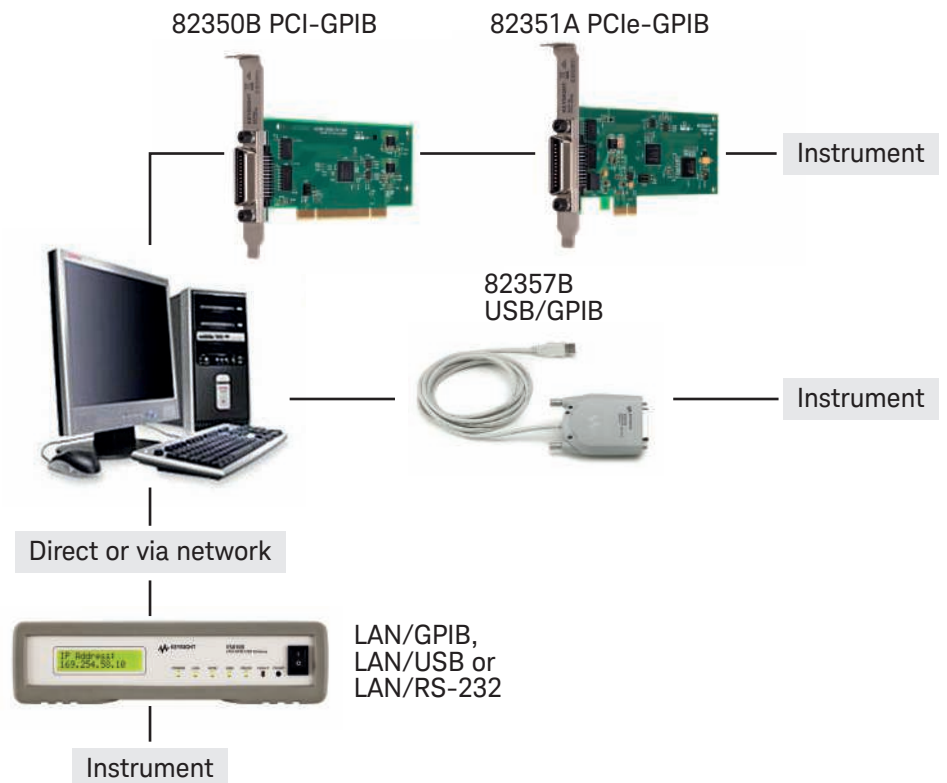 82350B PCI-GPIB
82351A PCIe-GPIB
Instrument
82357B
USB/GPIB
Instrument
Direct or via network
IP Address:
169.254.58.10
KEYSIGHT
LAN/GPIB,
LAN/USB or
LAN/RS-232
Instrument